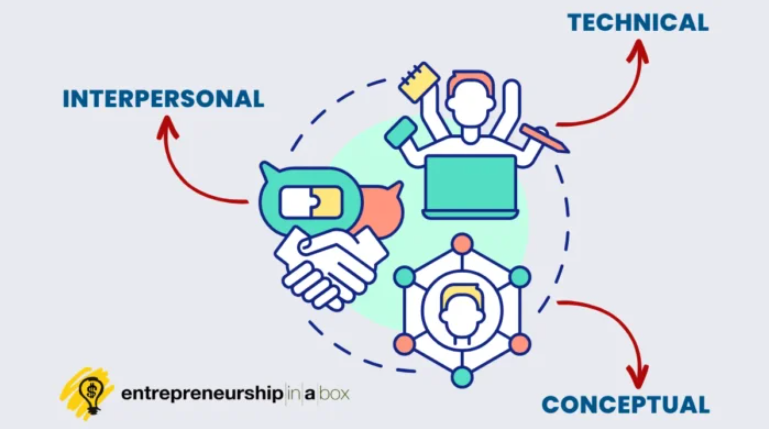 TECHNICAL
INTERPERSONAL
CONCEPTUAL
entrepreneurship|in|a|box